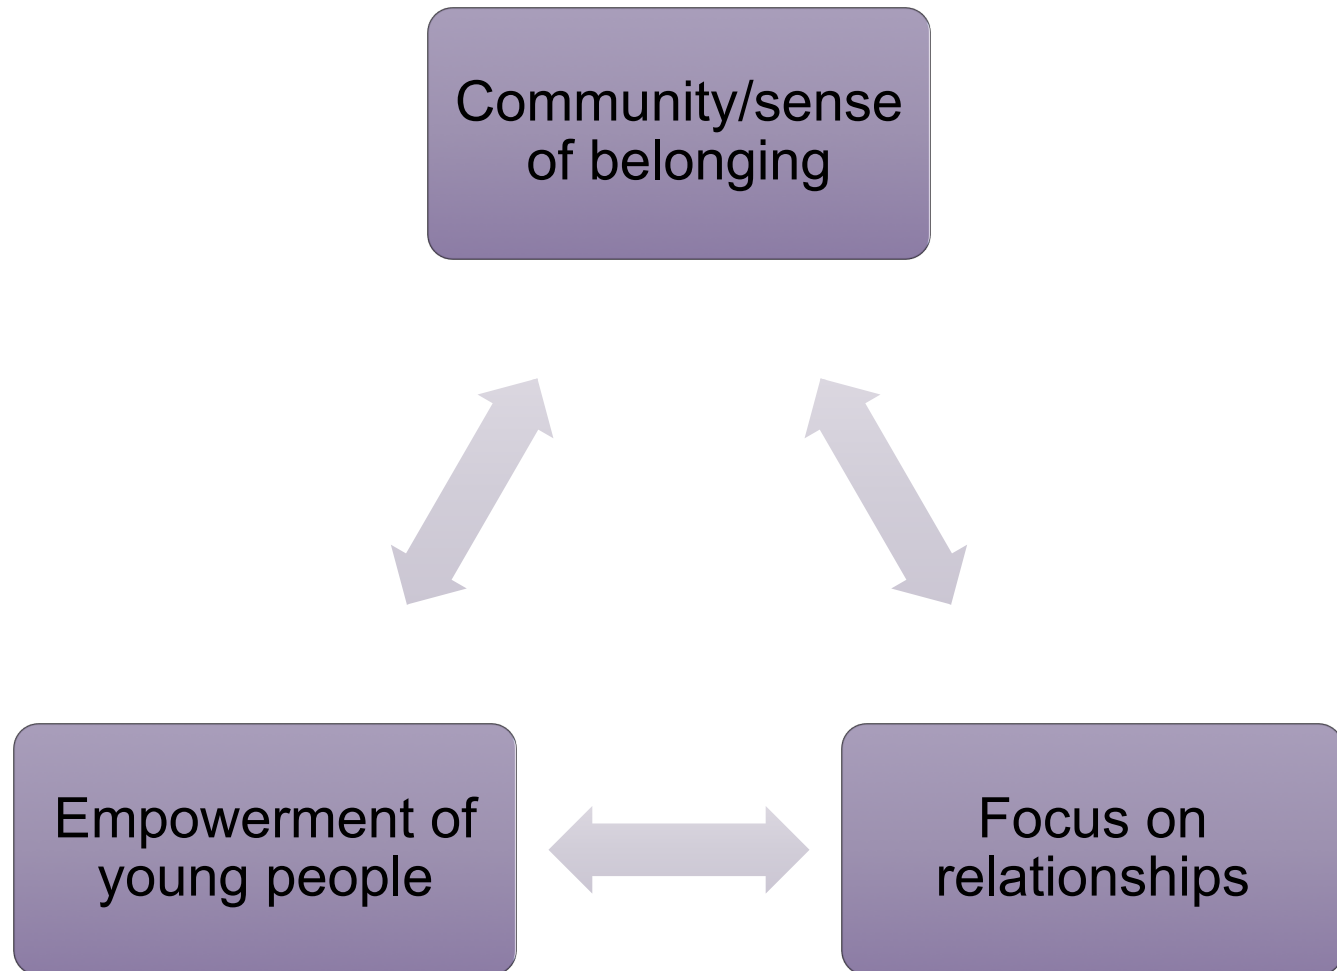 Community/sense
of belonging
Empowerment of
young people
Focus on
relationships